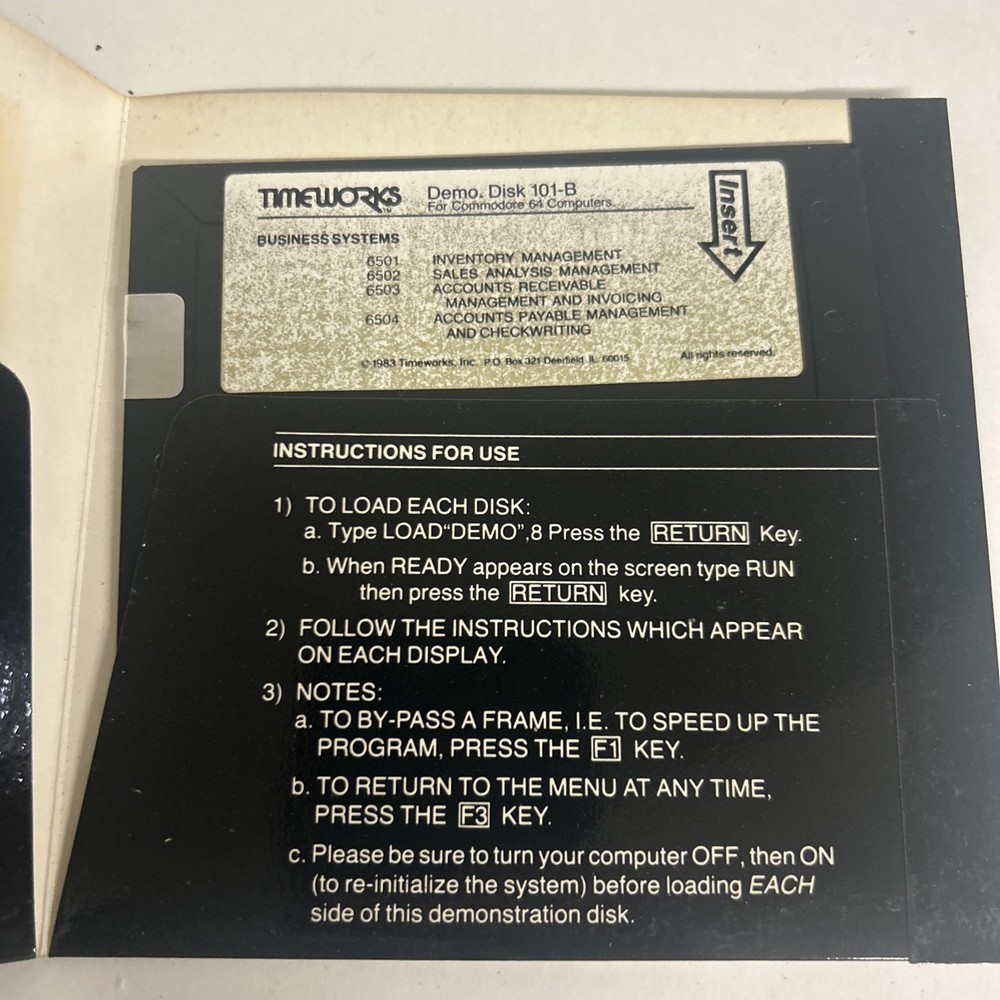 TIMEWORKS TM
Demo. Disk 101-B
For Commodore 64 Computers.
Insert
BUSINESS SYSTEMS
6501 INVENTORY MANAGEMENT
6502 SALES ANALYSIS MANAGEMENT
6503 ACCOUNTS RECEIVABLE
MANAGEMENT AND INVOICING
6504 ACCOUNTS PAYABLE MANAGEMENT
AND CHECKWRITING
© 1983 Timeworks, Inc. P.O. Box 321 Deerfield, IL. 60015 All rights reserved.
INSTRUCTIONS FOR USE
1) TO LOAD EACH DISK:
a. Type LOAD“DEMO”,8 Press the RETURN Key.
b. When READY appears on the screen type RUN
then press the RETURN key.
2) FOLLOW THE INSTRUCTIONS WHICH APPEAR
ON EACH DISPLAY.
3) NOTES:
a. TO BY-PASS A FRAME, I.E. TO SPEED UP THE
PROGRAM, PRESS THE F1 KEY.
b. TO RETURN TO THE MENU AT ANY TIME,
PRESS THE F3 KEY.
c. Please be sure to turn your computer OFF, then ON
(to re-initialize the system) before loading EACH
side of this demonstration disk.